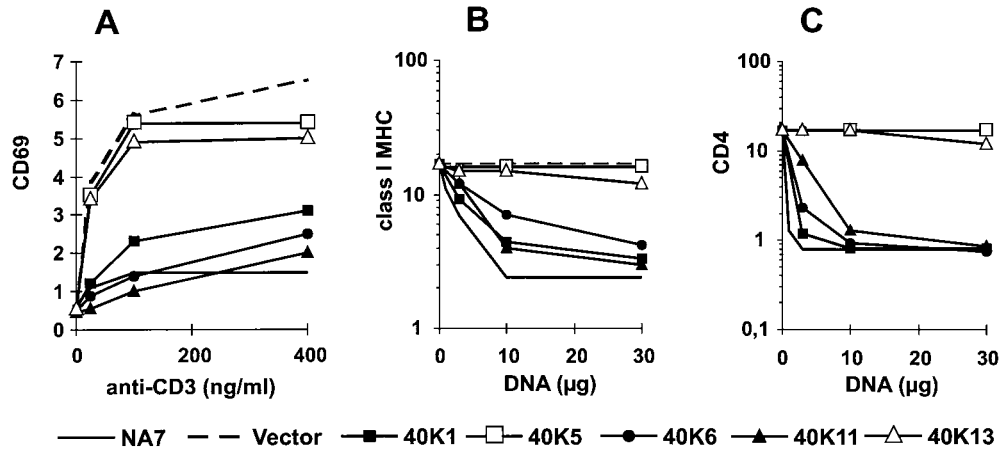 A
B
C
CD69
7
6
5
4
3
2
1
0
0
200
400
anti-CD3 (ng/ml)
class I MHC
100
10
1
0
10
20
30
DNA (µg)
CD4
100
10
1
0,1
0
10
20
30
DNA (µg)
NA7 Vector 40K1 40K5 40K6 40K11 40K13